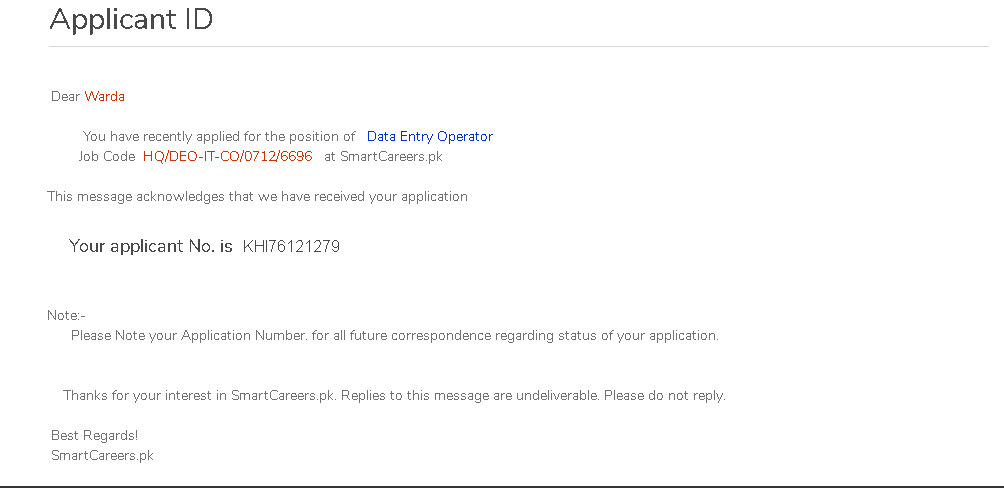 Applicant ID
Dear Warda
You have recently applied for the position of Data Entry Operator
Job Code HQ/DEO-IT-CO/0712/6696 at SmartCareers.pk
This message acknowledges that we have received your application
Your applicant No. is KHI76121279
Note:-
Please Note your Application Number. for all future correspondence regarding status of your application.
Thanks for your interest in SmartCareers.pk. Replies to this message are undeliverable. Please do not reply.
Best Regards!
SmartCareers.pk